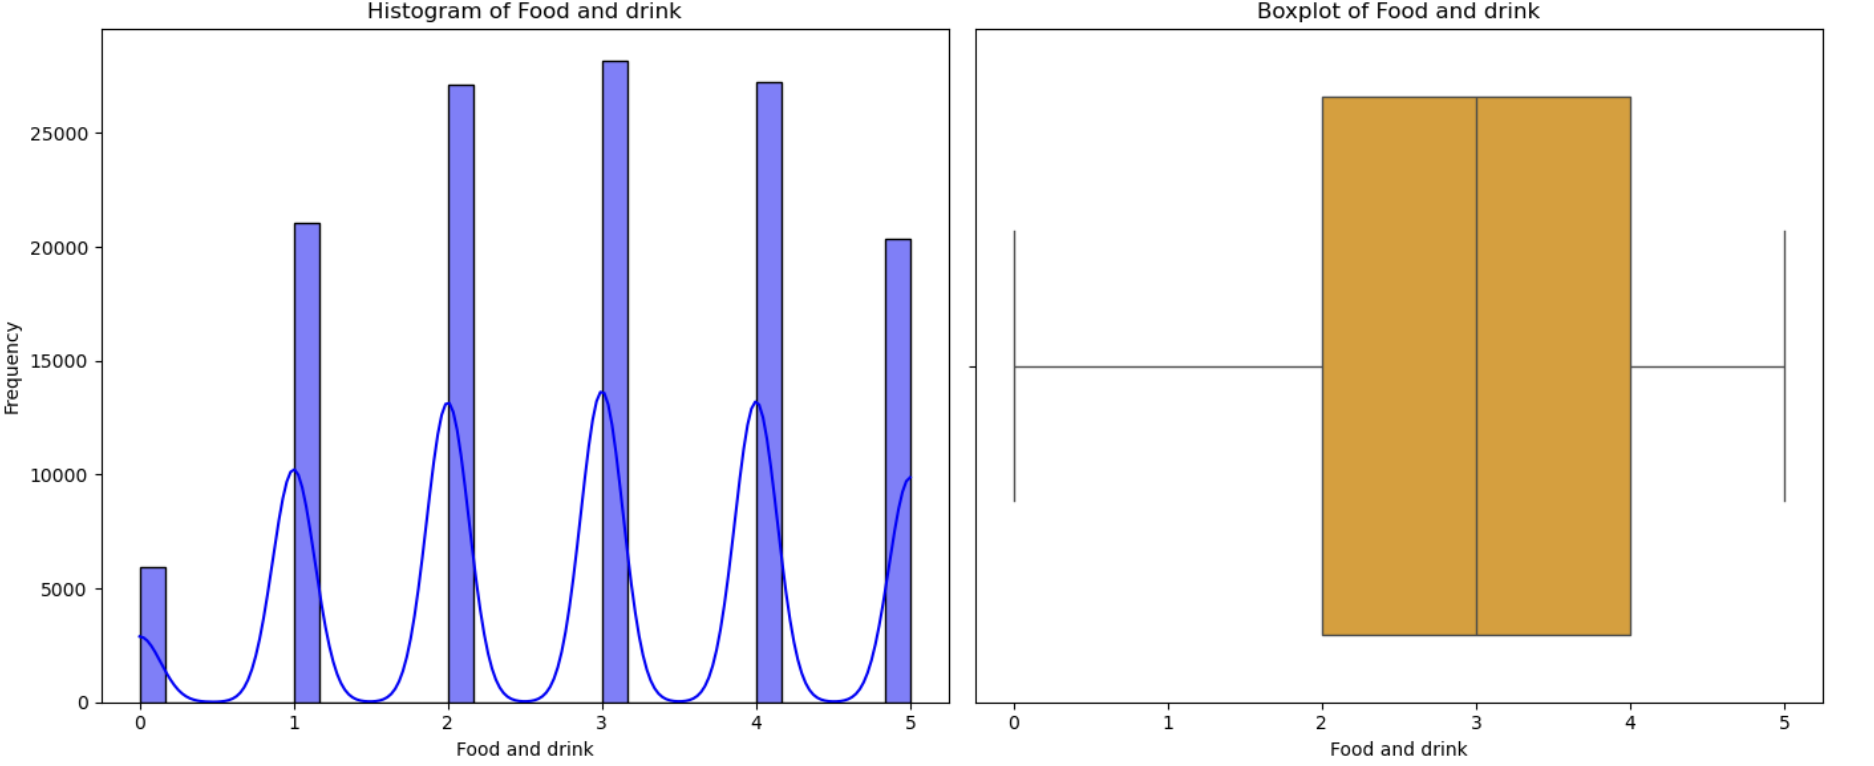 Histogram of Food and drink
Frequency
25000
20000
15000
10000
5000
0
0 1 2 3 4 5
Food and drink
Boxplot of Food and drink
0 1 2 3 4 5
Food and drink